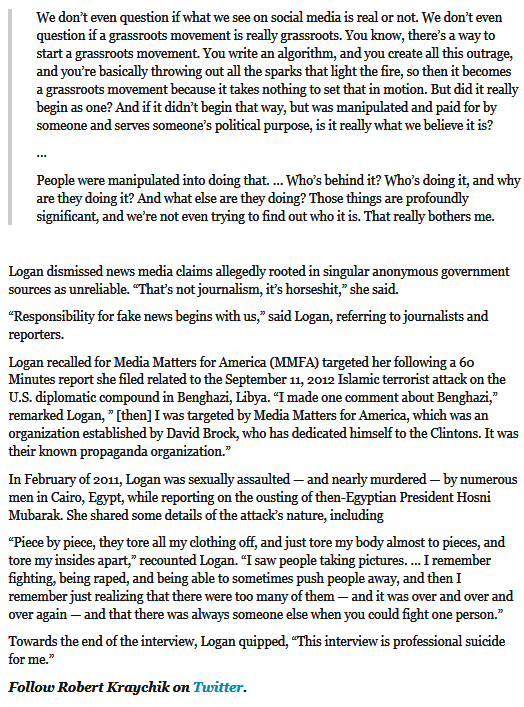 We don’t even question if what we see on social media is real or not. We don’t even
question if a grassroots movement is really grassroots. You know, there’s a way to
start a grassroots movement. You write an algorithm, and you create all this outrage,
and you’re basically throwing out all the sparks that light the fire, so then it becomes
a grassroots movement because it takes nothing to set that in motion. But did it really
begin as one? And if it didn’t begin that way, but was manipulated and paid for by
someone and serves someone’s political purpose, is it really what we believe it is?
...
People were manipulated into doing that. ... Who’s behind it? Who’s doing it, and why
are they doing it? And what else are they doing? Those things are profoundly
significant, and we’re not even trying to find out who it is. That really bothers me.
Logan dismissed news media claims allegedly rooted in singular anonymous government
sources as unreliable. “That’s not journalism, it’s horseshit,” she said.
“Responsibility for fake news begins with us,” said Logan, referring to journalists and
reporters.
Logan recalled for Media Matters for America (MMFA) targeted her following a 60
Minutes report she filed related to the September 11, 2012 Islamic terrorist attack on the
U.S. diplomatic compound in Benghazi, Libya. “I made one comment about Benghazi,”
remarked Logan, ” [then] I was targeted by Media Matters for America, which was an
organization established by David Brock, who has dedicated himself to the Clintons. It was
their known propaganda organization.”
In February of 2011, Logan was sexually assaulted — and nearly murdered — by numerous
men in Cairo, Egypt, while reporting on the ousting of then-Egyptian President Hosni
Mubarak. She shared some details of the attack’s nature, including
“Piece by piece, they tore all my clothing off, and just tore my body almost to pieces, and
tore my insides apart,” recounted Logan. “I saw people taking pictures. ... I remember
fighting, being raped, and being able to sometimes push people away, and then I
remember just realizing that there were too many of them — and it was over and over and
over again — and that there was always someone else when you could fight one person.”
Towards the end of the interview, Logan quipped, “This interview is professional suicide
for me.”
Follow Robert Kraychik on Twitter.